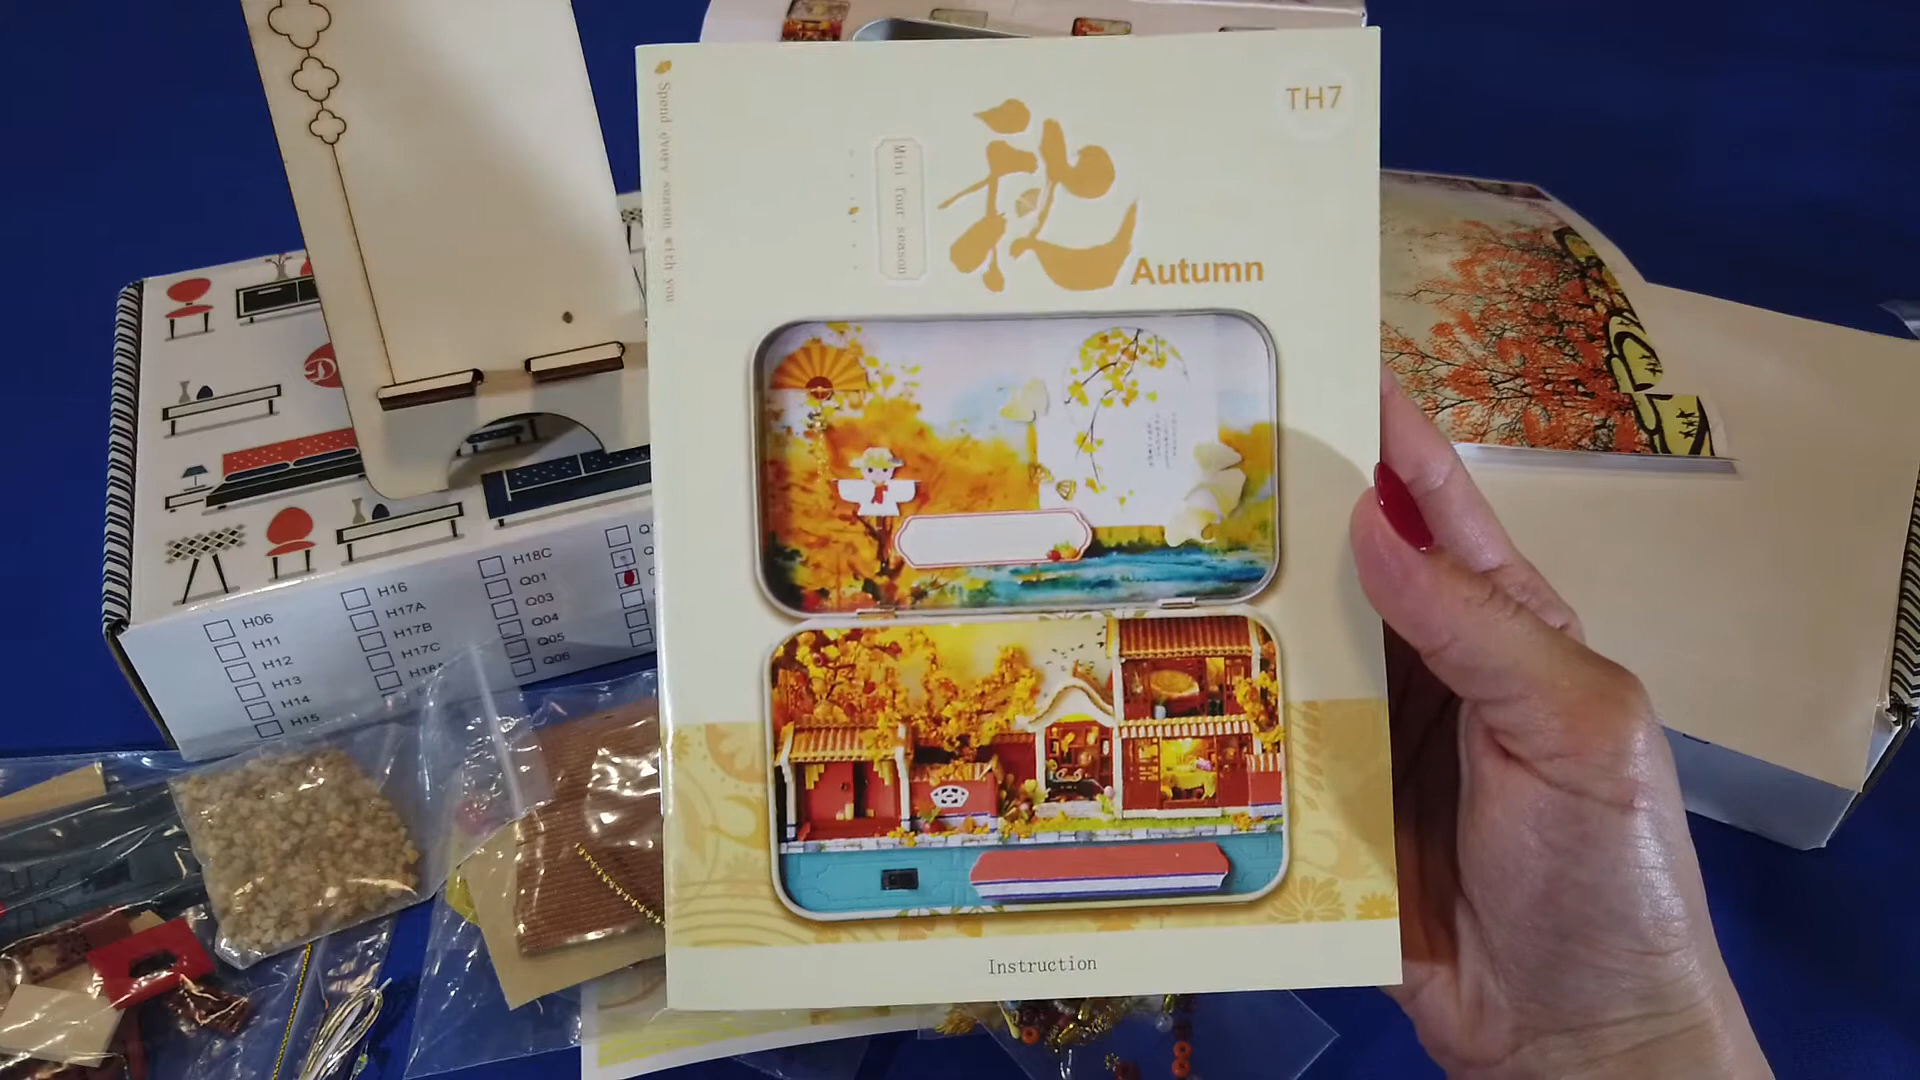 TH7
秋
Autumn
Mini four season
Spend every season with you
Instruction
H06
H11
H12
H13
H14
H15
H16
H17A
H17B
H17C
H18A
H18C
Q01
Q03
Q04
Q05
Q06